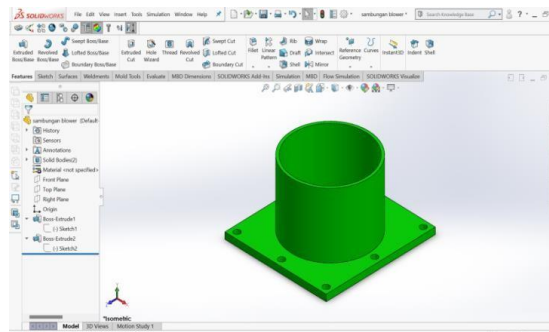 SOLIDWORKS File Edit View Insert Tools Simulation Window Help
sambungan blower *
Search Knowledge Base
Extruded Boss/Base
Revolved Boss/Base
Swept Boss/Base
Lofted Boss/Base
Boundary Boss/Base
Extruded Cut
Hole Wizard
Thread
Revolved Cut
Swept Cut
Lofted Cut
Boundary Cut
Fillet
Linear Pattern
Rib
Draft
Shell
Wrap
Intersect
Mirror
Reference Geometry
Curves
Instant3D
Indent
Shell
Features Sketch Surfaces Weldments Mold Tools Evaluate MBD Dimensions SOLIDWORKS Add-Ins Simulation MBD Flow Simulation SOLIDWORKS Visualize
sambungan blower (Default
History
Sensors
Annotations
Solid Bodies(2)
Material <not specified>
Front Plane
Top Plane
Right Plane
Origin
Boss-Extrude1
(-) Sketch1
Boss-Extrude2
(-) Sketch2
*Isometric
Model 3D Views Motion Study 1